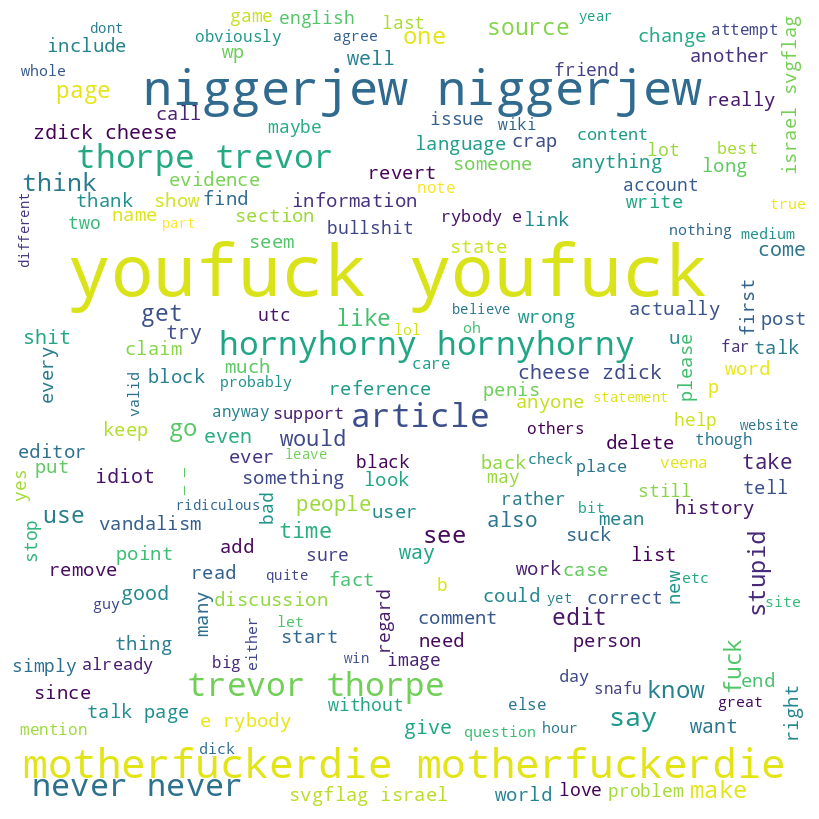 dont
game english last year
include obviously wp agree one source change attempt
well another
whole page niggerjew niggerjew friend really
call
zdick cheese maybe issue wiki content israel svgflag
thorpe trevor language crap lot best
think evidence revert someone anything long
thank show find information note account
two name section bullshit rybody e link write true
different part seem state nothing medium
youfuck youfuck come
get utc like believe wrong actually first post
shit try lol oh
claim hornyhorny hornyhorny u far talk
every block much care cheese zdick please word
valid probably reference penis anyone statement p
keep go anyway support article others help website
editor even would delete though
yes put ever leave black back check place veena take
idiot something look may still tell
ridiculous people rather bit history
use vandalism bad time user also mean
stop point add sure see way suck list stupid
remove read quite fact work case new etc
good b could yet correct site
guy many discussion regard comment edit
thing either let start need person
simply already big win image day fuck end
since trevor thorpe snafu know great
talk page e rybody without else say right
mention give question hour want
dick
motherfuckerdie motherfuckerdie
never never svgflag israel world love problem make